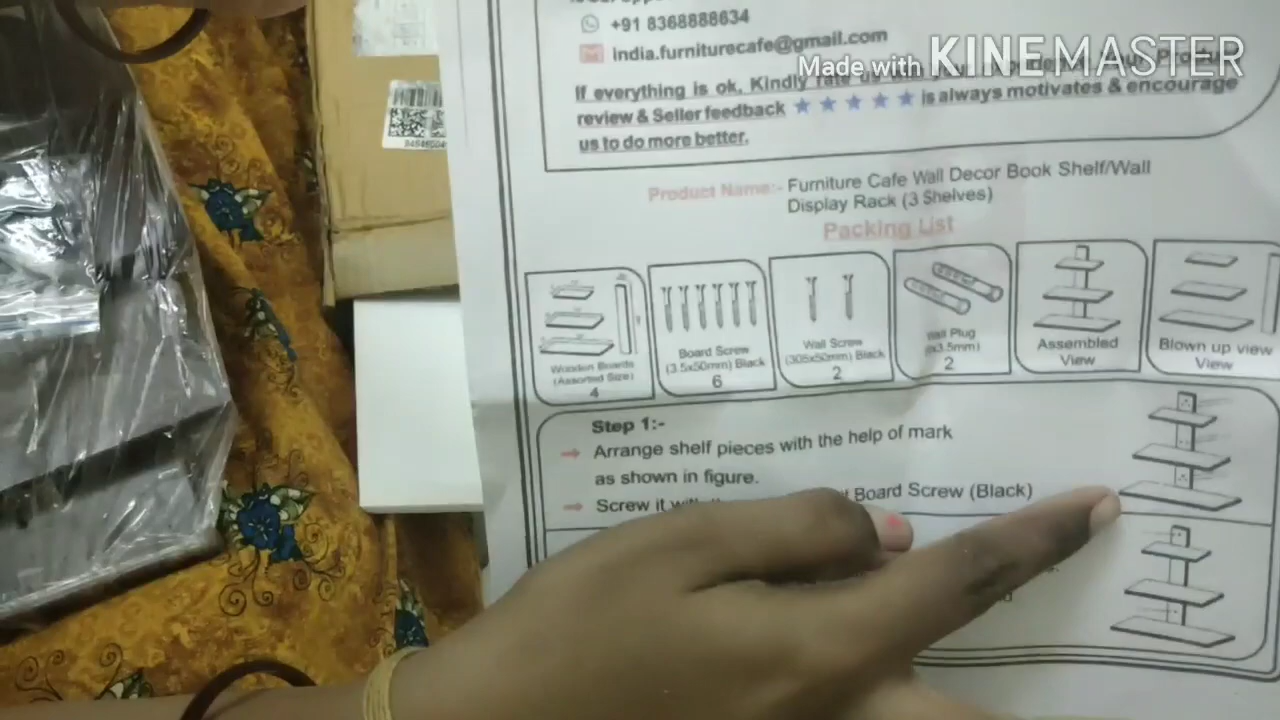 +91 8368888634
india.furniturecafe@gmail.com
Made with KINEMASTER
If everything is ok, Kindly rate
review & Seller feedback ★★★★★ is always motivates & encourage
us to do more better.
Product Name:- Furniture Cafe Wall Decor Book Shelf/Wall
Display Rack (3 Shelves)
Packing List
Wooden Boards
(Assorted Size)
4
Board Screw
(3.5x50mm) Black
6
Wall Screw
(305x50mm) Black
2
Wall Plug
2
Assembled
View
Blown up view
View
Step 1:-
Arrange shelf pieces with the help of mark
as shown in figure.
Screw it Board Screw (Black)